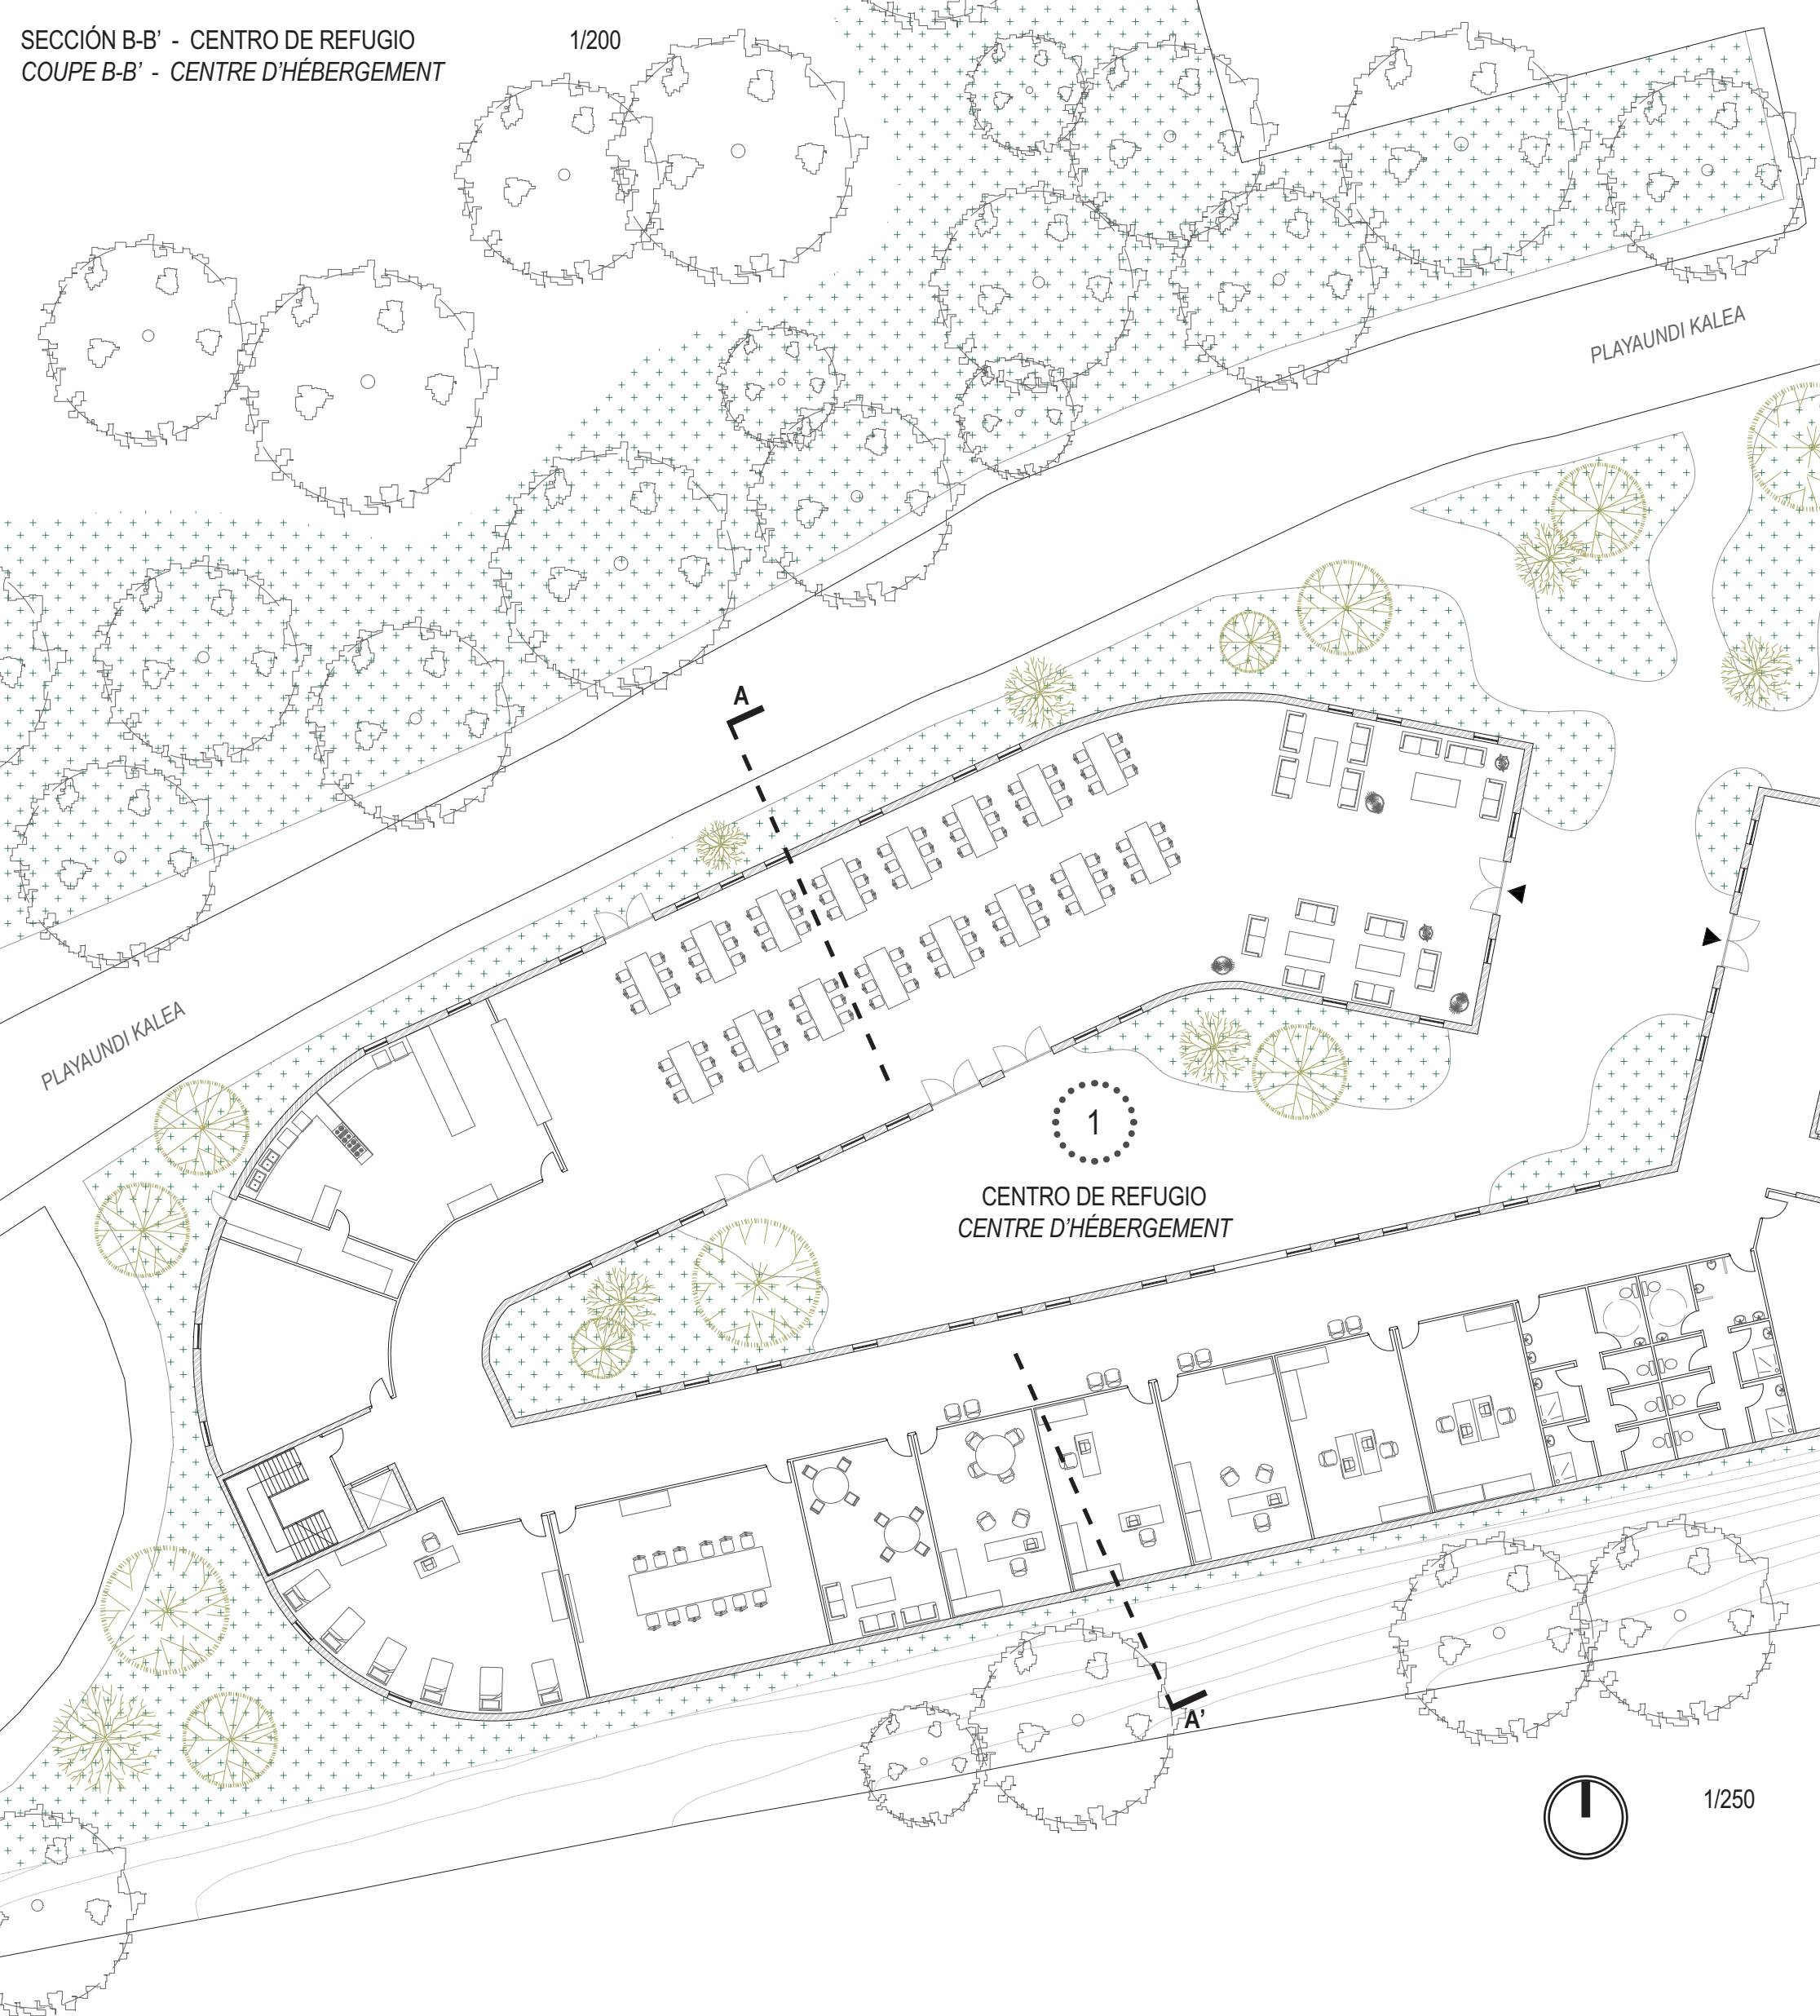 SECCIÓN B-B’ - CENTRO DE REFUGIO 1/200
COUPE B-B’ - CENTRE D’HÉBERGEMENT
PLAYAUNDI KALEA
A
PLAYAUNDI KALEA
1
CENTRO DE REFUGIO
CENTRE D’HÉBERGEMENT
A’
1/250